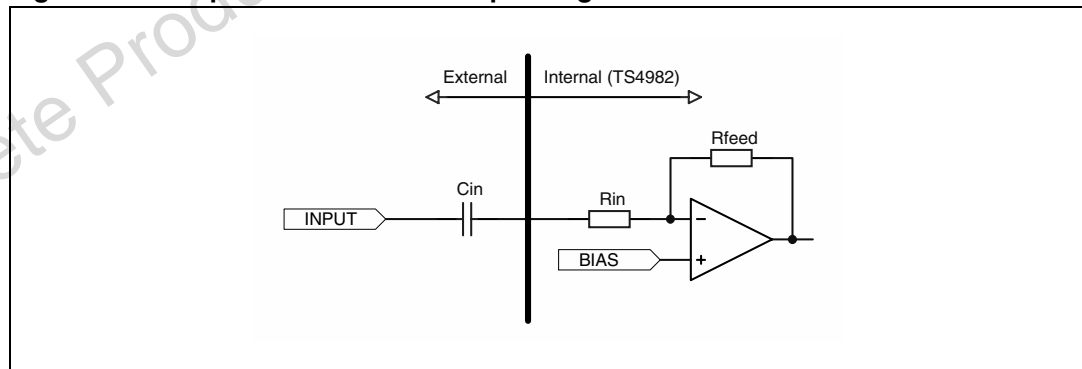 External
Internal (TS4982)
Rfeed
Cin
Rin
INPUT
−
BIAS
+